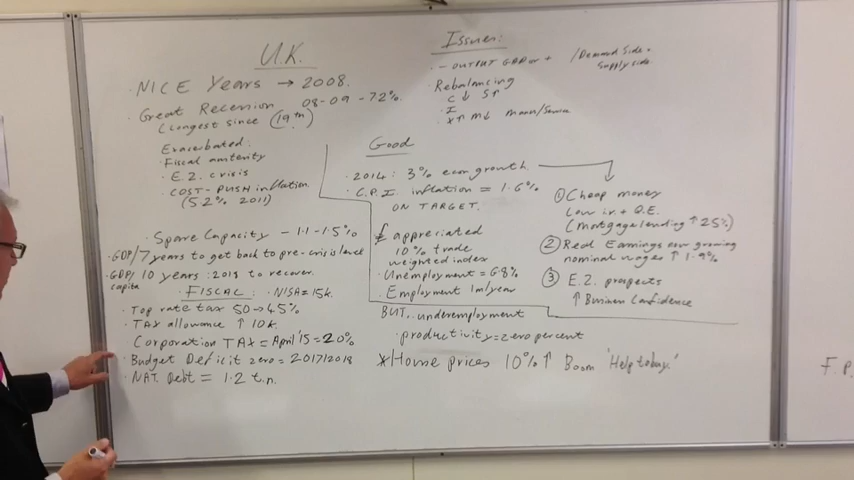 U.K.
• NICE Years → 2008.
• Great Recession 08-09 -7.2%.
(Longest since (19th)
Exacerbated:
• Fiscal austerity
• E.Z. crisis
• COST-PUSH inflation
(5.2% 2011)
• Spare Capacity -1.1-1.5%
• GDP/7 years to get back to pre-crisis level
• GDP/ 10 years: 2018 to recover.
capita
FISCAL: • NISA=15k.
• Top rate tax 50→45%
• TAX allowance ↑ 10k.
Corporation TAX = April '15 = 20%
• Budget Deficit zero = 2017/2018
• NAT. Debt = 1.2 t.n.
Issues:
• - OUTPUT GAP or + /Demand Side •
Supply side
• Rebalancing
C↓ S↑
• I
• X↑ M↓ Manu/Service
Good
• 2014: 3% econ growth
• C.P.I. inflation = 1.6%
ON TARGET.
£ appreciated
10% trade
weighted index
• Unemployment = 6.8%
• Employment 1m/year
① Cheap money
Low i.r. + Q.E.
(mortgage lending ↑ 25%)
② Real Earnings now growing
nominal wages ↑ 1.9%
③ E.Z. prospects
↑ Business Confidence
BUT.. underemployment
• productivity = zero percent
*House prices 10%↑ Boom 'Help to buy.'
F.P.